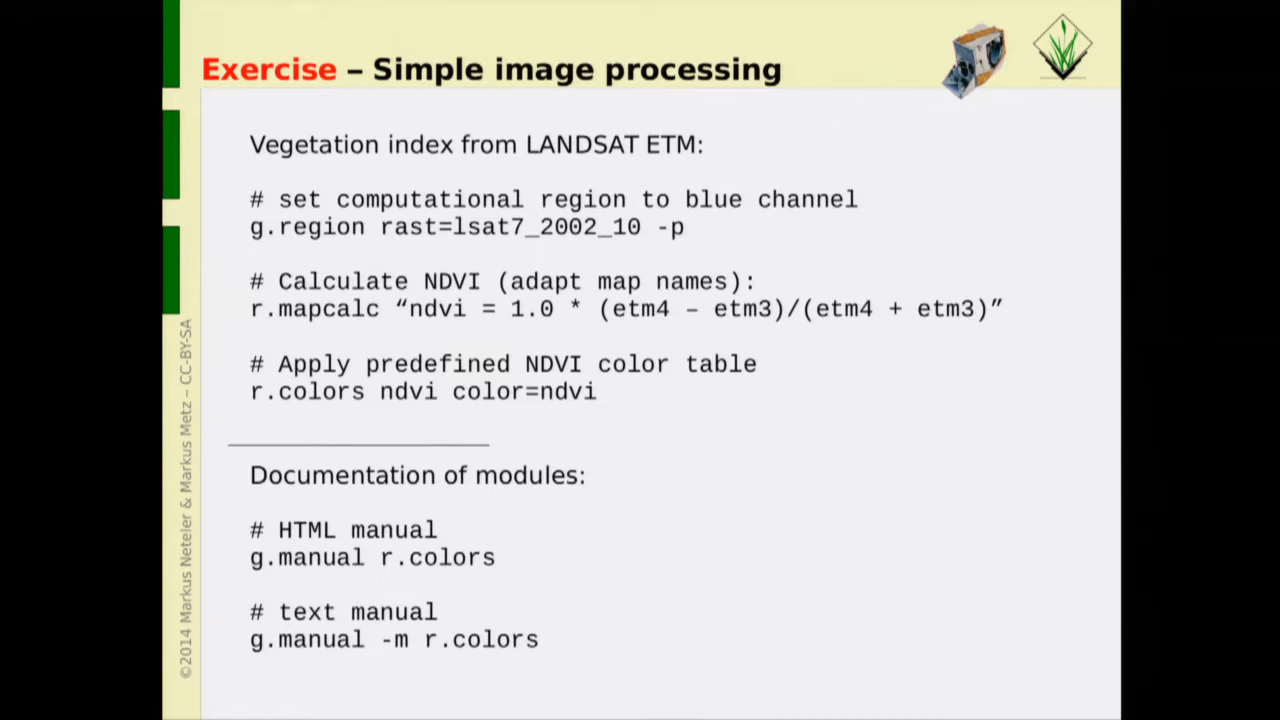 Exercise – Simple image processing
Vegetation index from LANDSAT ETM:
# set computational region to blue channel
g.region rast=lsat7_2002_10 -p
# Calculate NDVI (adapt map names):
r.mapcalc “ndvi = 1.0 * (etm4 – etm3)/(etm4 + etm3)”
# Apply predefined NDVI color table
r.colors ndvi color=ndvi
Documentation of modules:
# HTML manual
g.manual r.colors
# text manual
g.manual -m r.colors
©2014 Markus Neteler & Markus Metz – CC-BY-SA